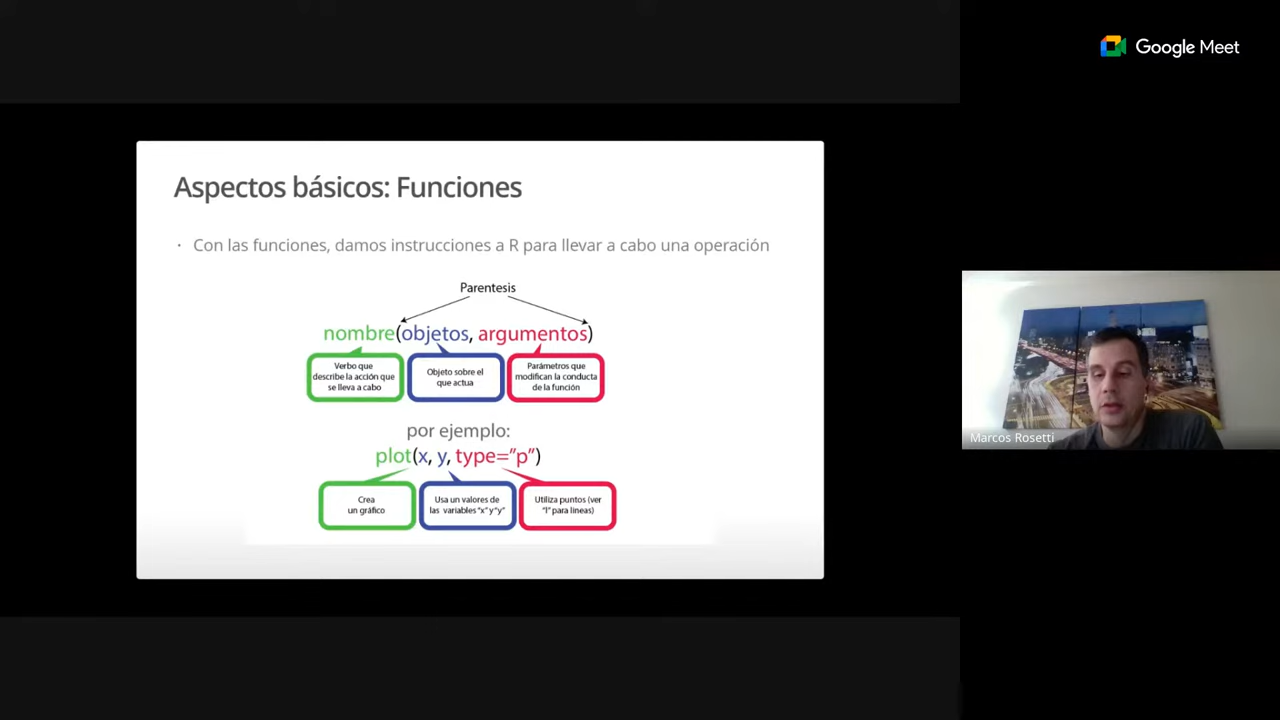 Google Meet
Aspectos básicos: Funciones
· Con las funciones, damos instrucciones a R para llevar a cabo una operación
Parentesis
nombre(objetos, argumentos)
Verbo que
describe la acción que
se lleva a cabo
Objeto sobre el
que actua
Parámetros que
modifican la conducta
de la función
por ejemplo:
plot(x, y, type="p")
Crea
un gráfico
Usa un valores de
las variables "x" y "y"
Utiliza puntos (ver
"l" para lineas)
Marcos Rosetti